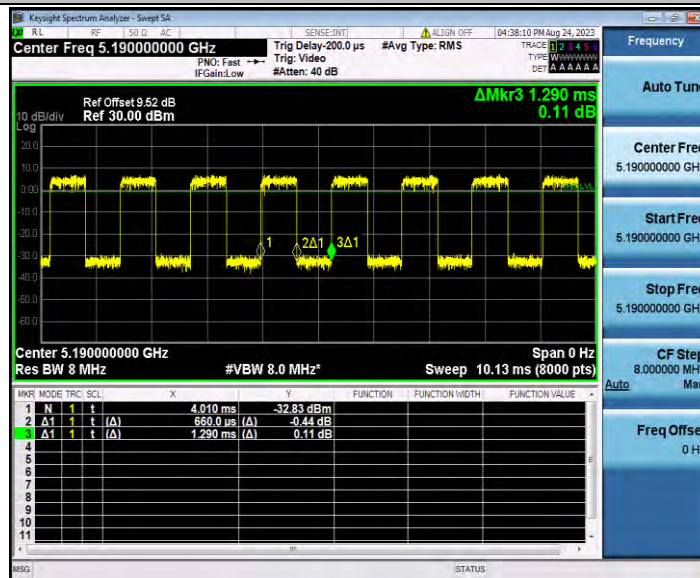 Keysight Spectrum Analyzer - Swept SA
RL RF 50 Ω AC SENSE:INT ALIGN OFF 04:38:10 PM Aug 24, 2023
Center Freq 5.190000000 GHz
PNO: Fast
IFGain:Low
Trig Delay-200.0 µs
Trig: Video
#Atten: 40 dB
#Avg Type: RMS
TRACE 1 2 3 4 5 6
TYPE
DET A A A A A A
ΔMkr3 1.290 ms
0.11 dB
Ref Offset 9.52 dB
Ref 30.00 dBm
10 dB/div
Log
20.0
10.0
0.00
-10.0
-20.0
-30.0
-40.0
-50.0
-60.0
1
2Δ1
3Δ1
Center 5.190000000 GHz
Span 0 Hz
Res BW 8 MHz
#VBW 8.0 MHz*
Sweep 10.13 ms (8000 pts)
MKR MODE TRC SCL X Y FUNCTION FUNCTION WIDTH FUNCTION VALUE
1 N 1 t 4.010 ms -32.83 dBm
2 Δ1 1 t (Δ) 660.0 µs (Δ) -0.44 dB
3 Δ1 1 t (Δ) 1.290 ms (Δ) 0.11 dB
4
5
6
7
8
9
10
11
MSG
STATUS
Frequency
Auto Tune
Center Freq
5.190000000 GH
Start Freq
5.190000000 GH
Stop Freq
5.190000000 GH
CF Step
8.000000 MH
Auto Man
Freq Offse
0 H